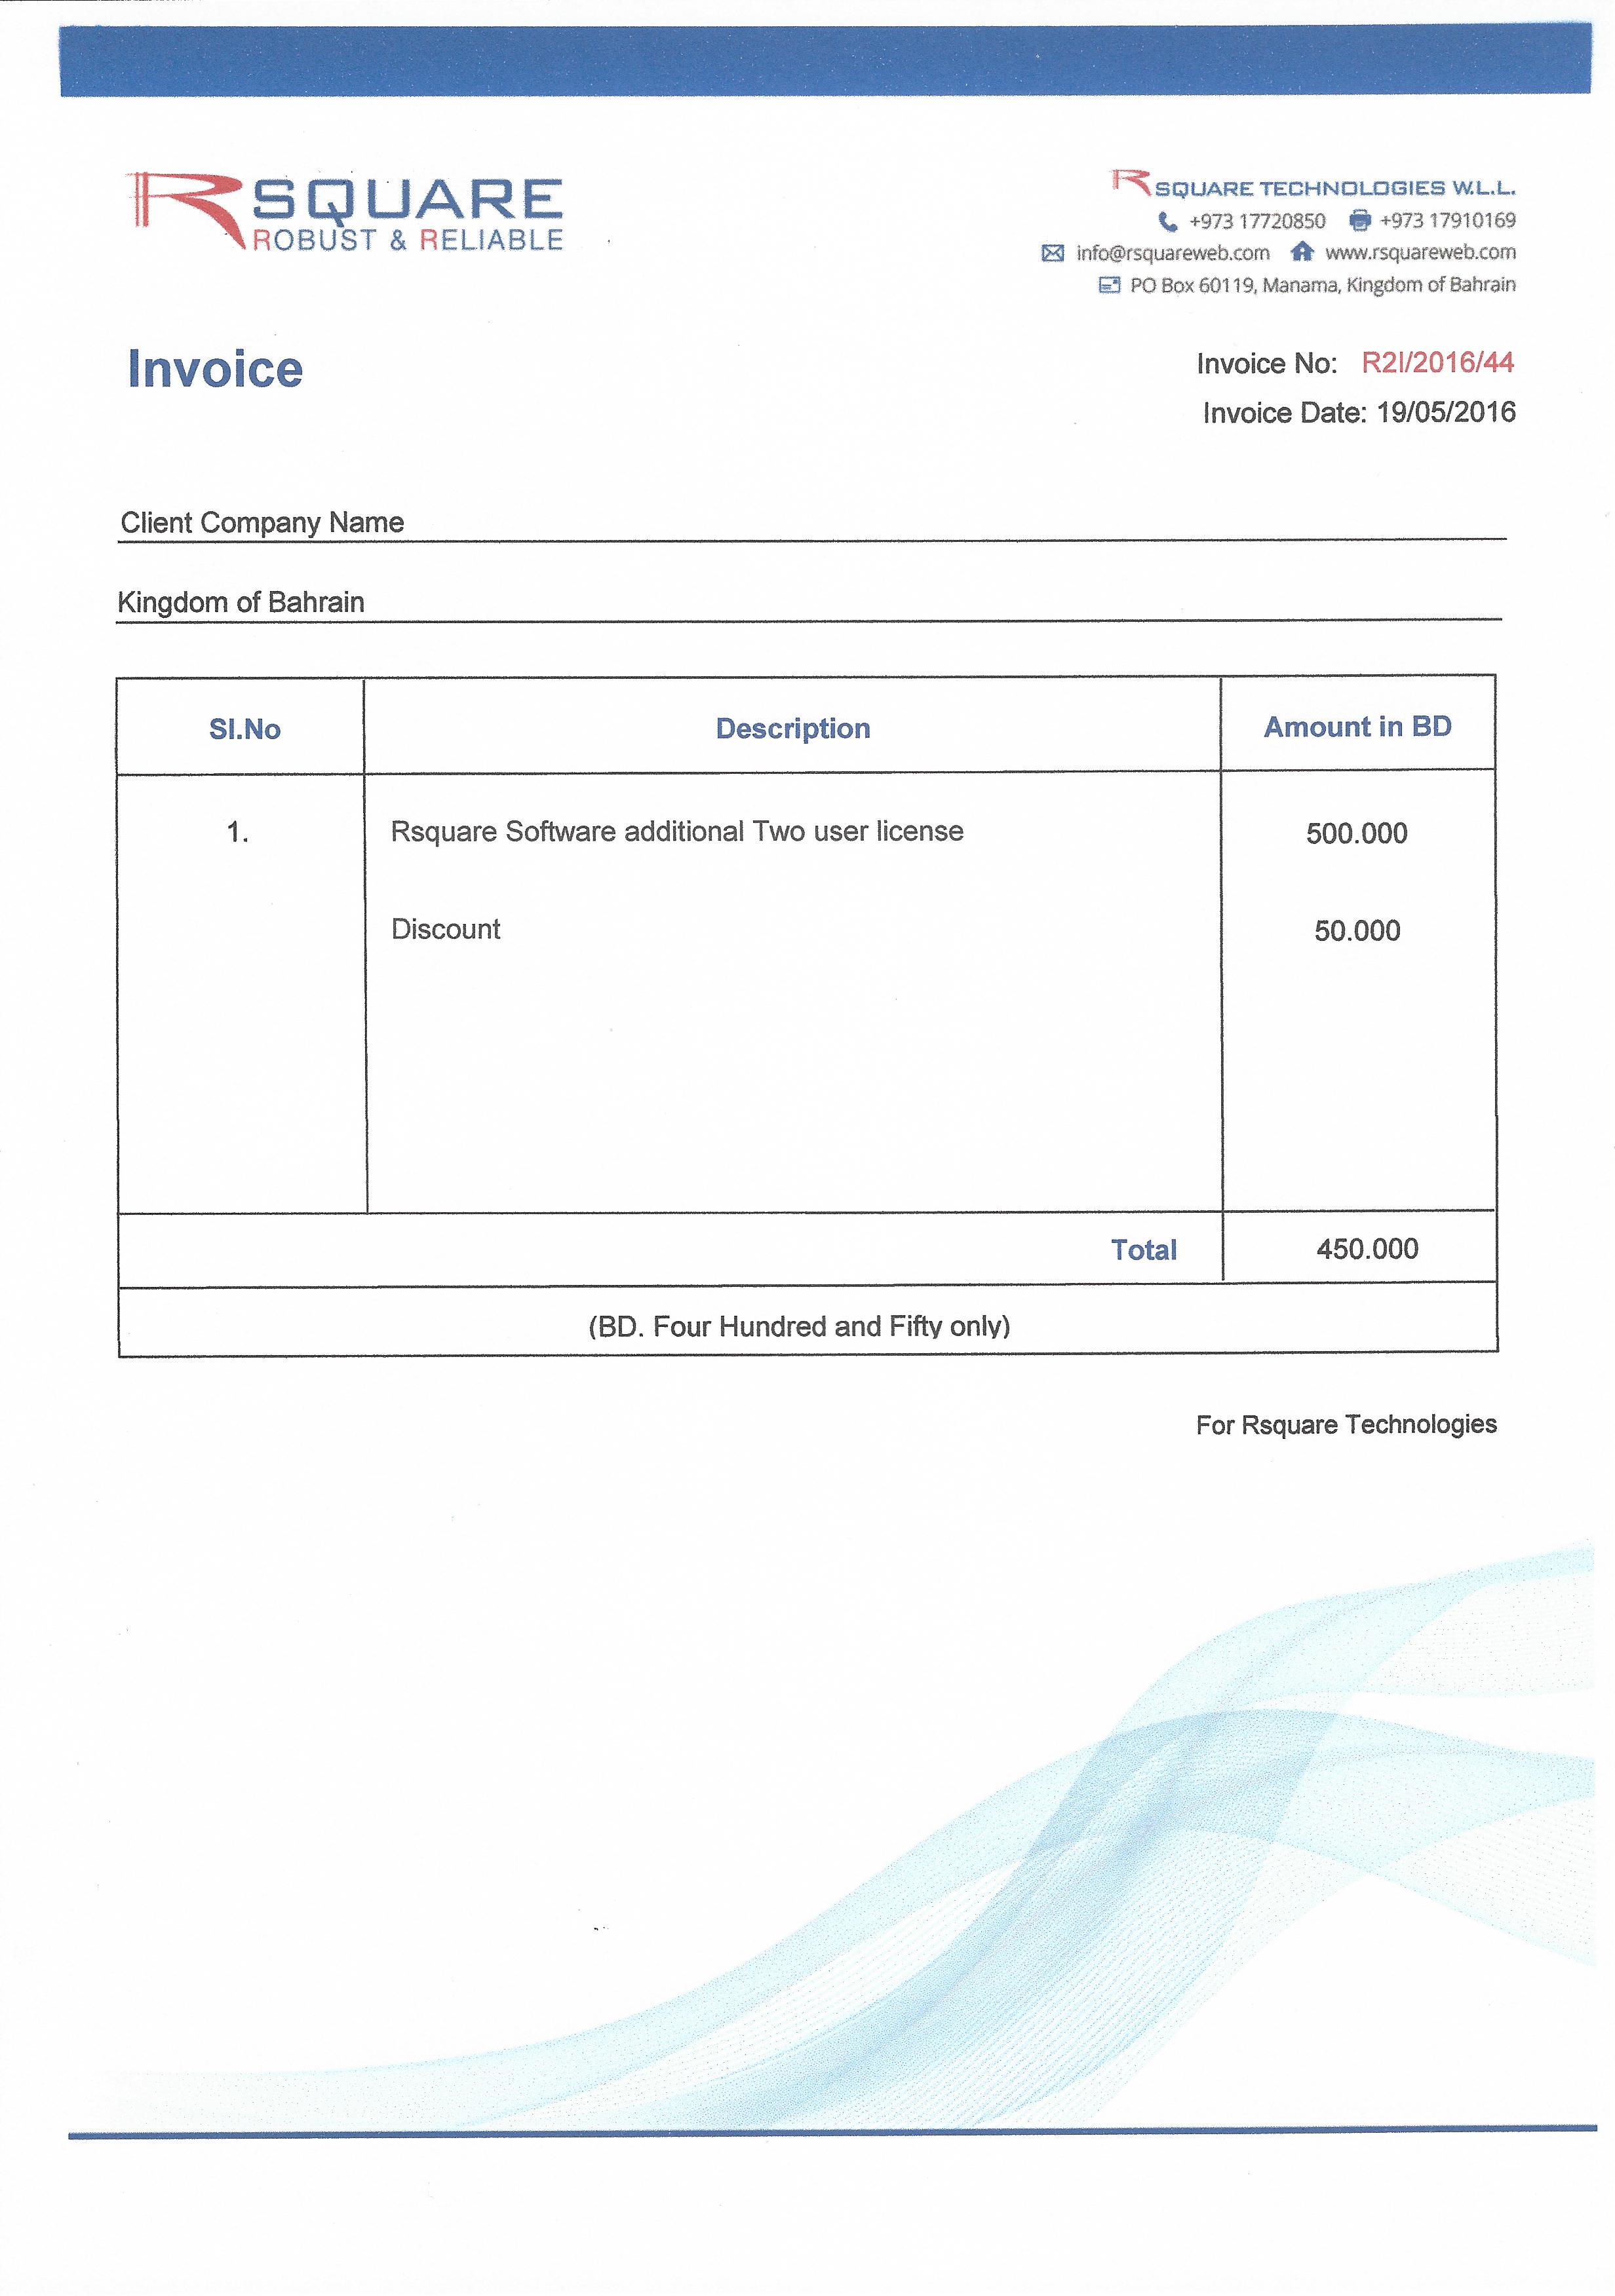 RSQUARE
ROBUST & RELIABLE
RSQUARE TECHNOLOGIES W.L.L.
+973 17720850 +973 17910169
info@rsquareweb.com www.rsquareweb.com
PO Box 60119, Manama, Kingdom of Bahrain
Invoice
Invoice No: R2I/2016/44
Invoice Date: 19/05/2016
Client Company Name
Kingdom of Bahrain
Sl.No Description Amount in BD
1. Rsquare Software additional Two user license 500.000
Discount 50.000
Total 450.000
(BD. Four Hundred and Fifty only)
For Rsquare Technologies